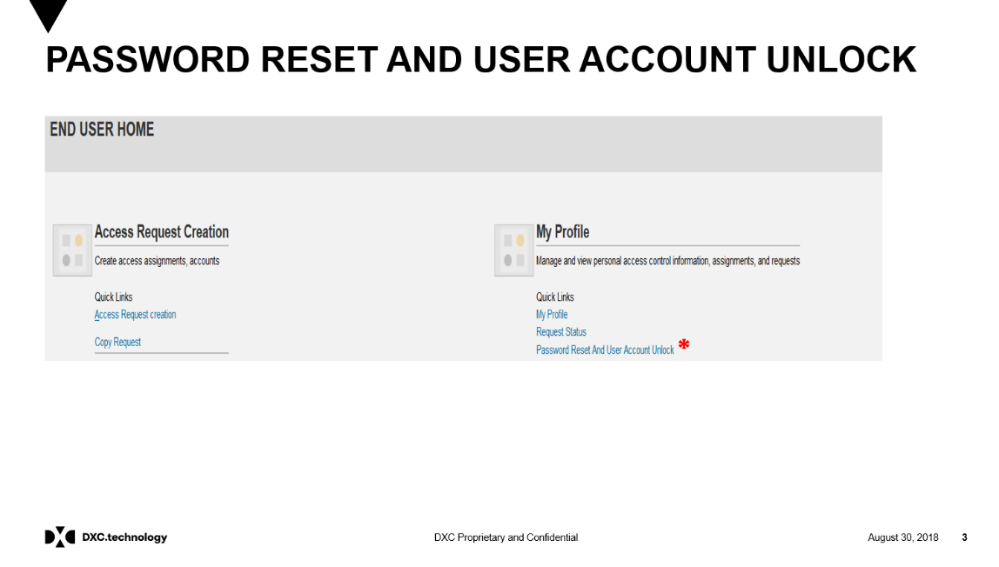 PASSWORD RESET AND USER ACCOUNT UNLOCK
END USER HOME
Access Request Creation
Create access assignments, accounts
Quick Links
Access Request creation
Copy Request
My Profile
Manage and view personal access control information, assignments, and requests
Quick Links
My Profile
Request Status
Password Reset And User Account Unlock *
DXC.technology
DXC Proprietary and Confidential
August 30, 2018
3